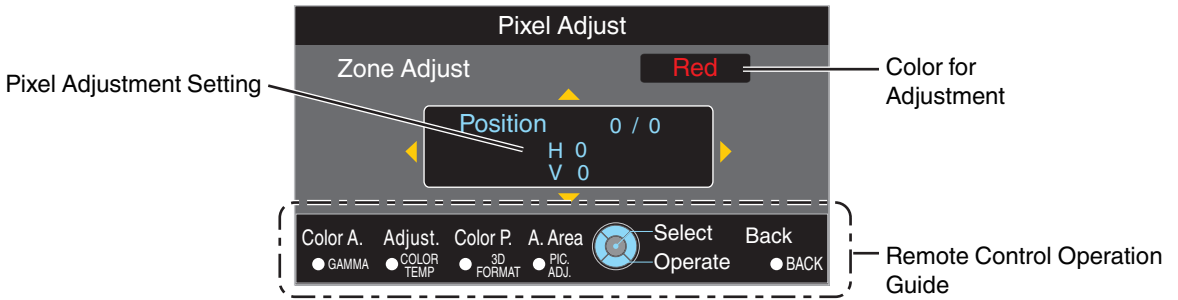 Pixel Adjust
Zone Adjust Red
Pixel Adjustment Setting
Color for
Adjustment
Position 0 / 0
H 0
V 0
Color A. Adjust. Color P. A. Area Select Back
GAMMA COLOR TEMP 3D FORMAT PIC. ADJ. Operate BACK
Remote Control Operation
Guide